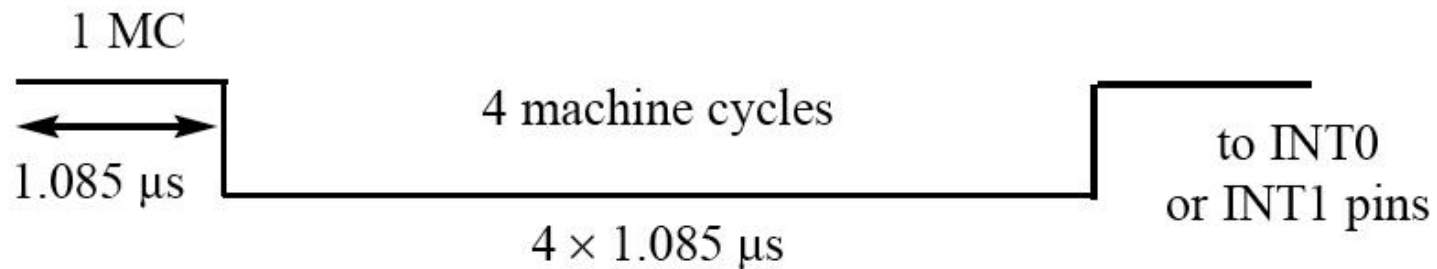 1 MC
4 machine cycles
1.085 μs
to INT0
or INT1 pins
4 × 1.085 μs